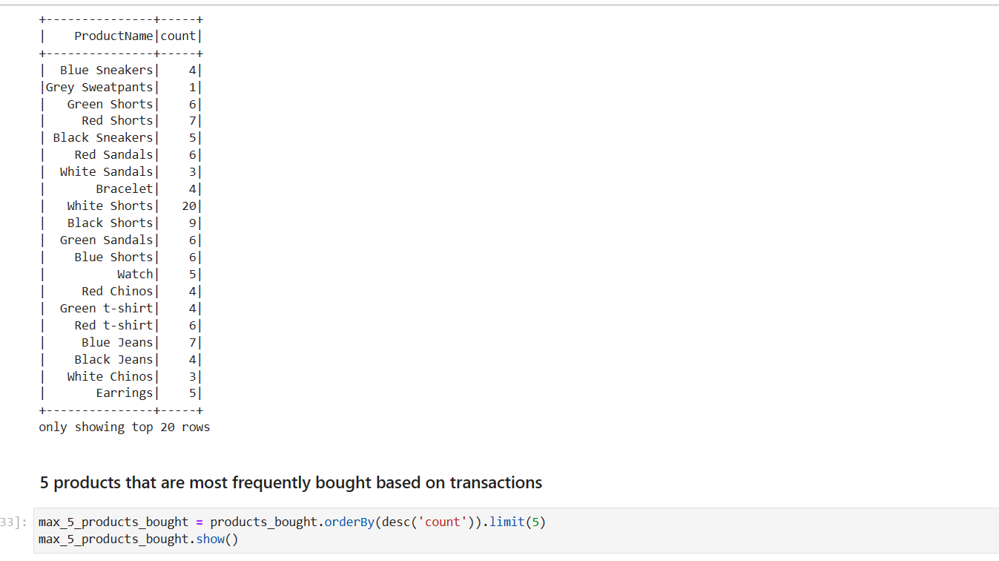 +---------------+-----+
|    ProductName|count|
+---------------+-----+
|  Blue Sneakers|    4|
|Grey Sweatpants|    1|
|   Green Shorts|    6|
|     Red Shorts|    7|
| Black Sneakers|    5|
|    Red Sandals|    6|
|  White Sandals|    3|
|       Bracelet|    4|
|   White Shorts|   20|
|   Black Shorts|    9|
|  Green Sandals|    6|
|    Blue Shorts|    6|
|          Watch|    5|
|     Red Chinos|    4|
|  Green t-shirt|    4|
|    Red t-shirt|    6|
|     Blue Jeans|    7|
|    Black Jeans|    4|
|   White Chinos|    3|
|       Earrings|    5|
+---------------+-----+
only showing top 20 rows
5 products that are most frequently bought based on transactions
33]: max_5_products_bought = products_bought.orderBy(desc('count')).limit(5)
max_5_products_bought.show()